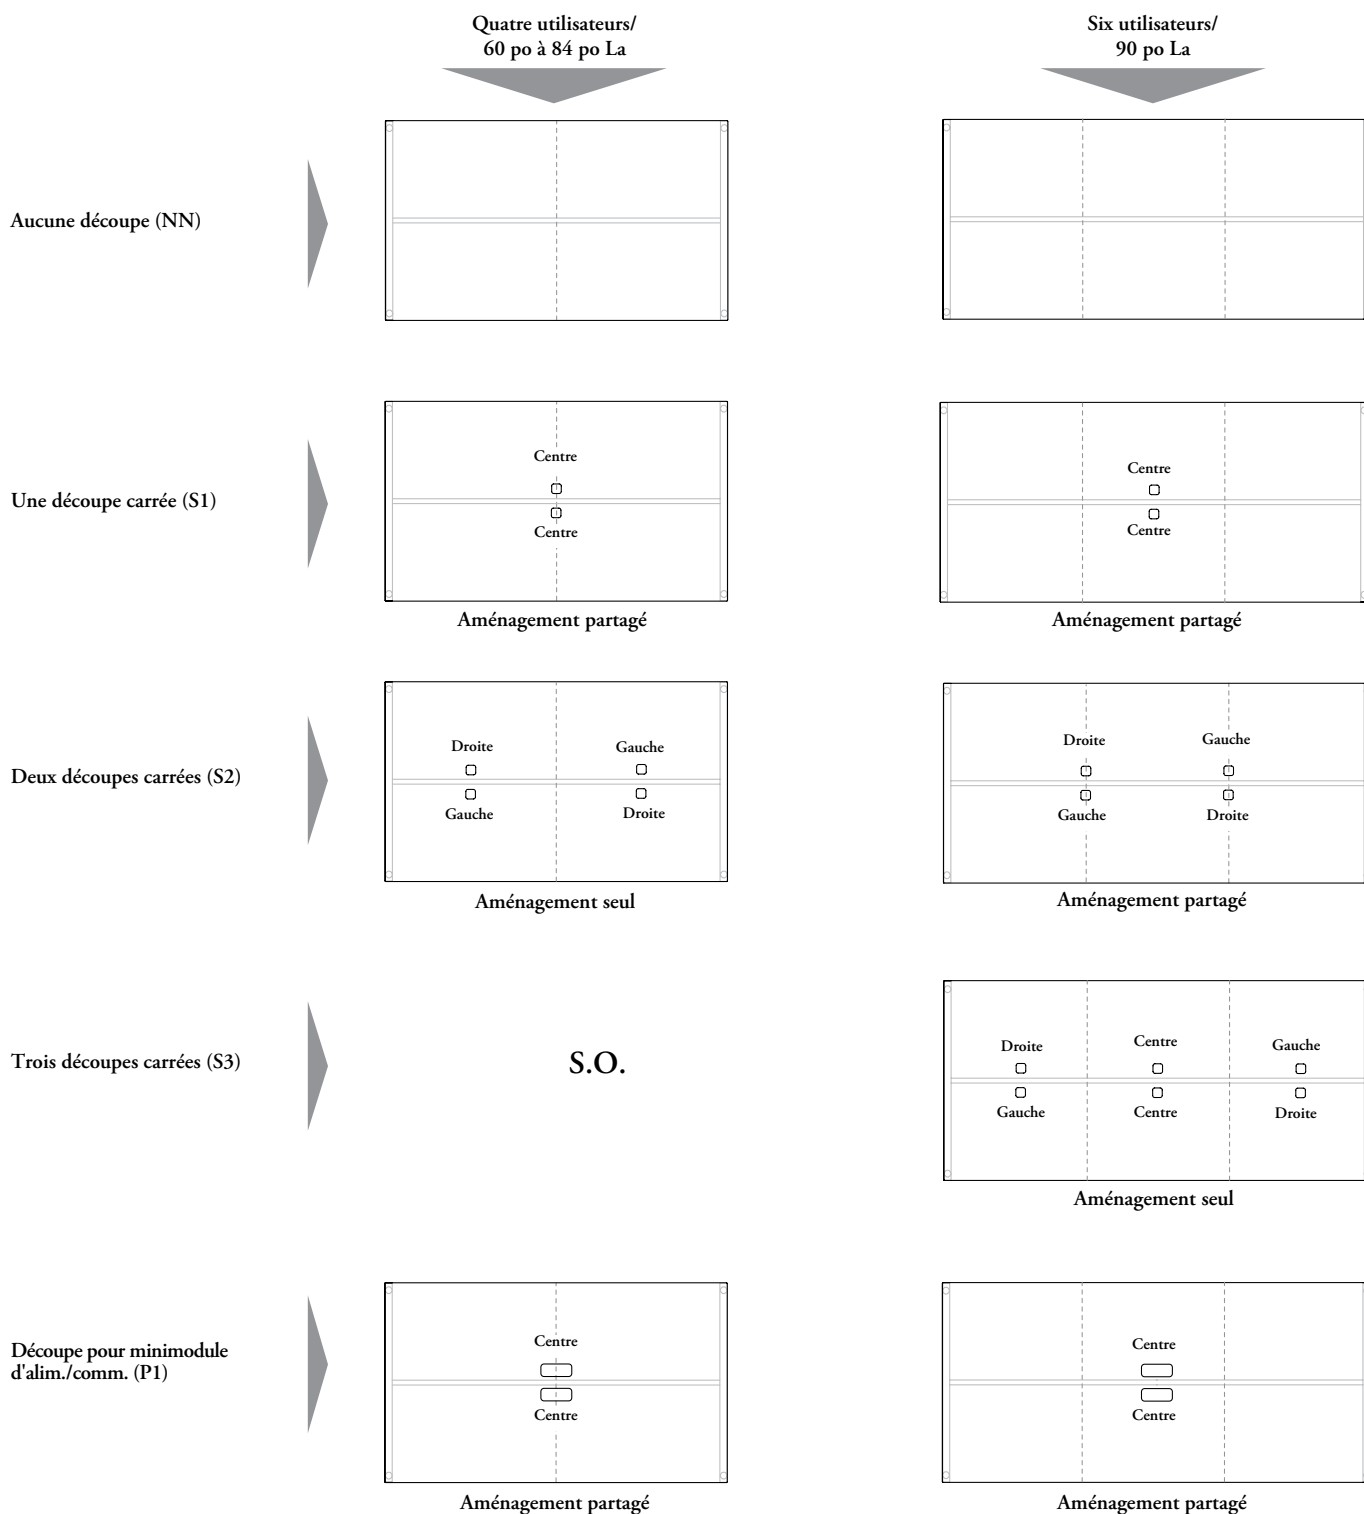 Quatre utilisateurs/
60 po à 84 po La
Six utilisateurs/
90 po La
Aucune découpe (NN)
Une découpe carrée (S1)
Centre
Centre
Aménagement partagé
Centre
Centre
Aménagement partagé
Deux découpes carrées (S2)
Droite
Gauche
Gauche
Droite
Aménagement seul
Droite
Gauche
Gauche
Droite
Aménagement partagé
Trois découpes carrées (S3)
S.O.
Droite
Centre
Gauche
Gauche
Centre
Droite
Aménagement seul
Découpe pour minimodule
d'alim./comm. (P1)
Centre
Centre
Aménagement partagé
Centre
Centre
Aménagement partagé